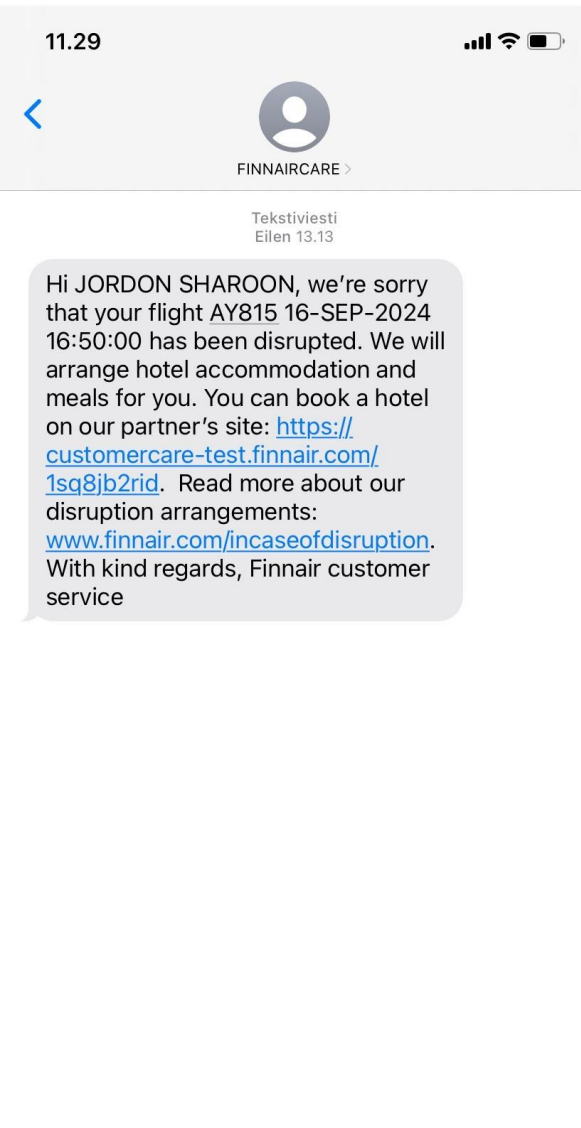 11.29
FINNAIRCARE
Tekstiviesti
Eilen 13.13
Hi JORDON SHAROON, we’re sorry
that your flight AY815 16-SEP-2024
16:50:00 has been disrupted. We will
arrange hotel accommodation and
meals for you. You can book a hotel
on our partner’s site: https://
customercare-test.finnair.com/
1sq8jb2rid.  Read more about our
disruption arrangements:
www.finnair.com/incaseofdisruption.
With kind regards, Finnair customer
service